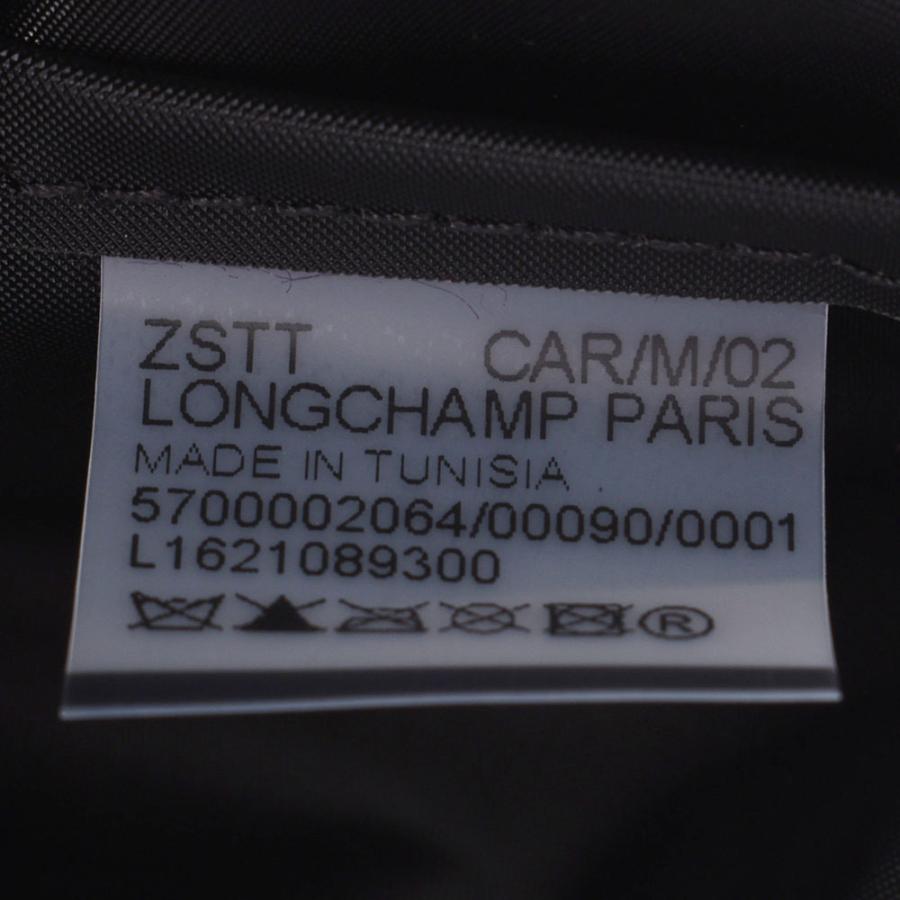 ZSTT CAR/M/02
LONGCHAMP PARIS
MADE IN TUNISIA
5700002064/00090/0001
L1621089300
®